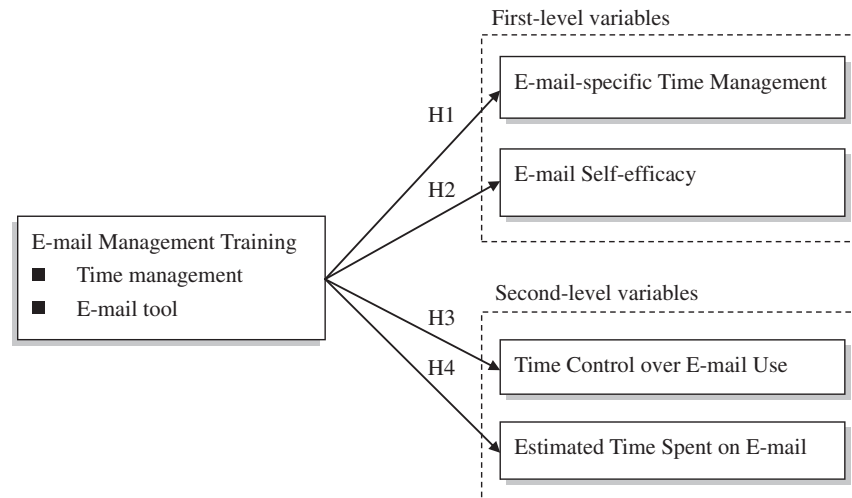 First-level variables
E-mail-specific Time Management
H1
E-mail Self-efficacy
H2
E-mail Management Training
■ Time management
■ E-mail tool
Second-level variables
H3
Time Control over E-mail Use
H4
Estimated Time Spent on E-mail